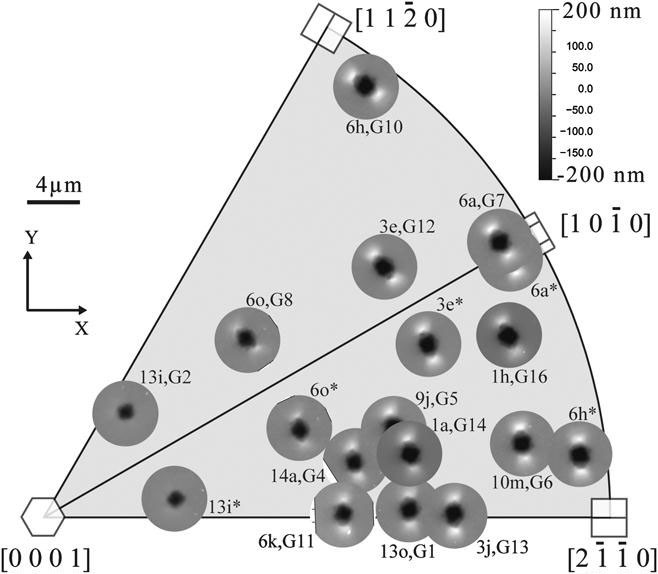 [1 1 2̄ 0]
200 nm
100.0
50.0
0.0
-50.0
-100.0
-150.0
-200 nm
6h,G10
4μm
6a,G7
[1 0 1̄ 0]
3e,G12
Y
6a*
X
6o,G8
3e*
1h,G16
13i,G2
6o*
9j,G5
1a,G14
6h*
14a,G4
10m,G6
13i*
6k,G11
13o,G1
3j,G13
[0 0 0 1]
[2 1̄ 1̄ 0]